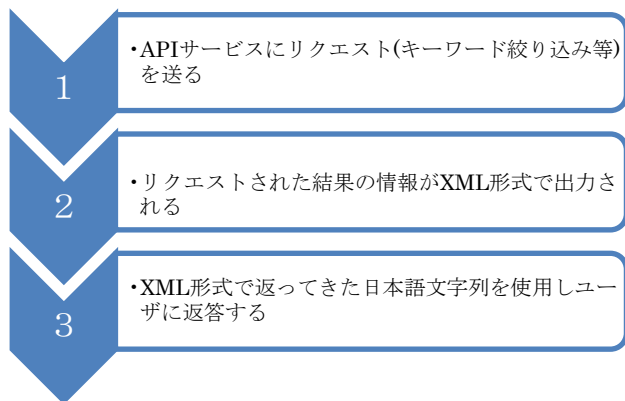 1
・APIサービスにリクエスト(キーワード絞り込み等)
を送る
2
・リクエストされた結果の情報がXML形式で出力さ
れる
3
・XML形式で返ってきた日本語文字列を使用しユー
ザに返答する